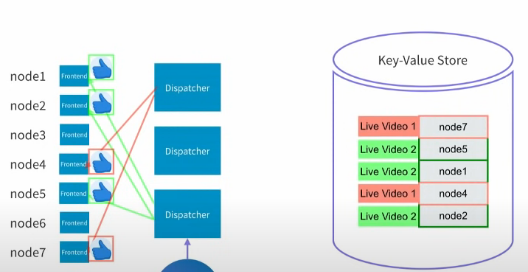 node1 Frontend
node2 Frontend
node3 Frontend
node4 Frontend
node5 Frontend
node6 Frontend
node7 Frontend
Dispatcher
Dispatcher
Dispatcher
Key-Value Store
Live Video 1 node7
Live Video 2 node5
Live Video 2 node1
Live Video 1 node4
Live Video 2 node2